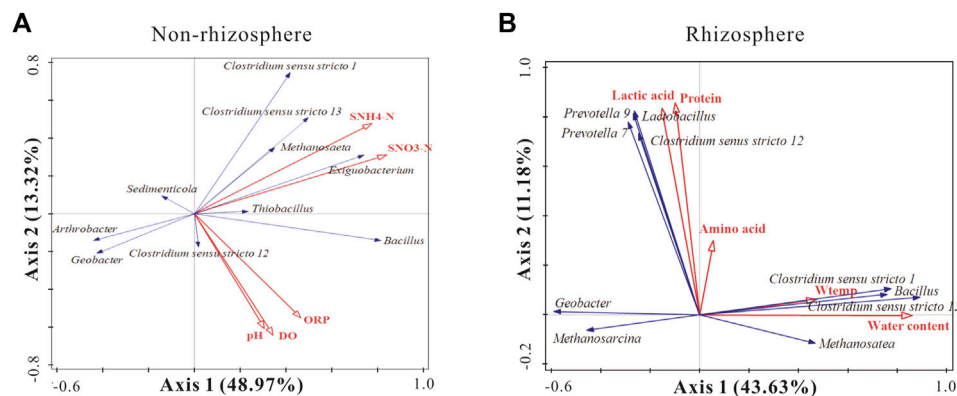 A
Non-rhizosphere
0.8
Clostridium sensu stricto 1
Clostridium sensu stricto 13
SNH4-N
Methanosaeta
SNO3-N
Exiguobacterium
Sedimenticola
Thiobacillus
Arthrobacter
Clostridium sensu stricto 12
Bacillus
Geobacter
ORP
pH
DO
Axis 2 (13.32%)
-0.8
-0.6
Axis 1 (48.97%)
1.0
B
Rhizosphere
1.0
Lactic acid
Protein
Prevotella 9
Lactobacillus
Prevotella 7
Clostridium senus stricto 12
Amino acid
Clostridium sensu stricto 1
Wtemp
Bacillus
Geobacter
Clostridium sensu stricto 1
Water content
Methanosarcina
Methanosatea
Axis 2 (11.18%)
-0.2
-0.6
Axis 1 (43.63%)
1.0